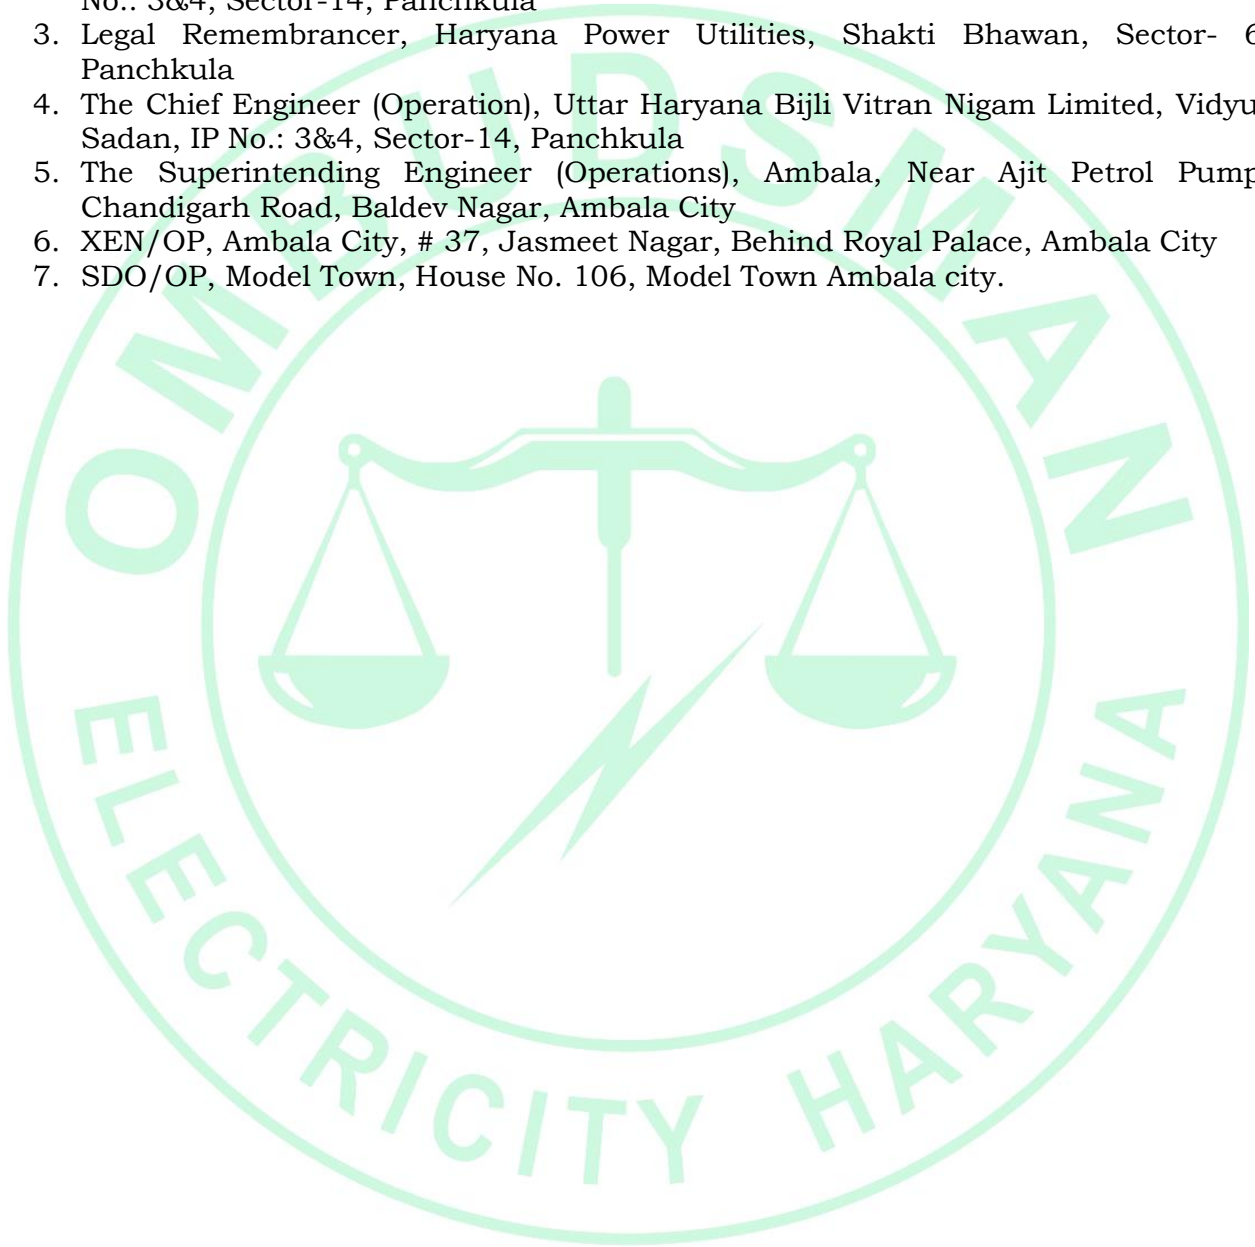 No.: 3&4, Sector-14, Panchkula
3. Legal Remembrancer, Haryana Power Utilities, Shakti Bhawan, Sector- 6
Panchkula
4. The Chief Engineer (Operation), Uttar Haryana Bijli Vitran Nigam Limited, Vidyu
Sadan, IP No.: 3&4, Sector-14, Panchkula
5. The Superintending Engineer (Operations), Ambala, Near Ajit Petrol Pump
Chandigarh Road, Baldev Nagar, Ambala City
6. XEN/OP, Ambala City, # 37, Jasmeet Nagar, Behind Royal Palace, Ambala City
7. SDO/OP, Model Town, House No. 106, Model Town Ambala city.
OMBUDSMAN
ELECTRICITY HARYANA